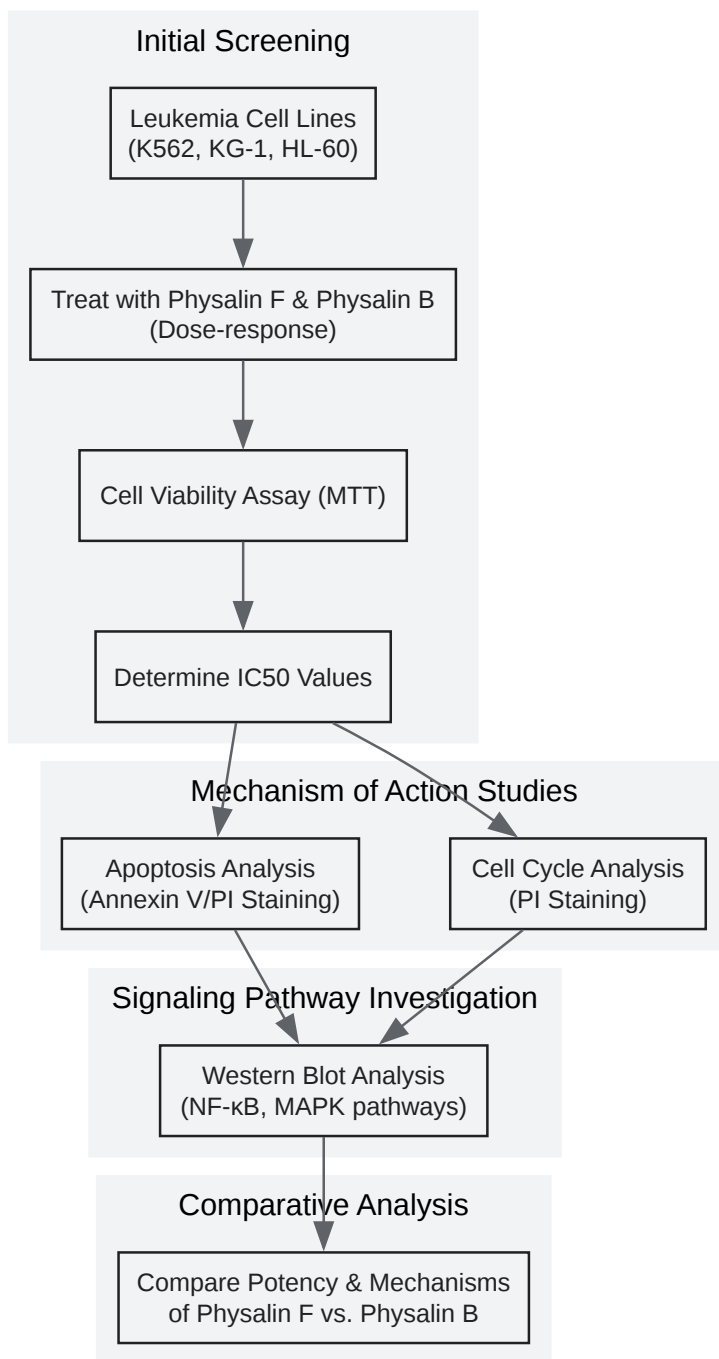 Initial Screening
Leukemia Cell Lines
(K562, KG-1, HL-60)
Treat with Physalin F & Physalin B
(Dose-response)
Cell Viability Assay (MTT)
Determine IC50 Values
Mechanism of Action Studies
Apoptosis Analysis
(Annexin V/PI Staining)
Cell Cycle Analysis
(PI Staining)
Signaling Pathway Investigation
Western Blot Analysis
(NF-κB, MAPK pathways)
Comparative Analysis
Compare Potency & Mechanisms
of Physalin F vs. Physalin B